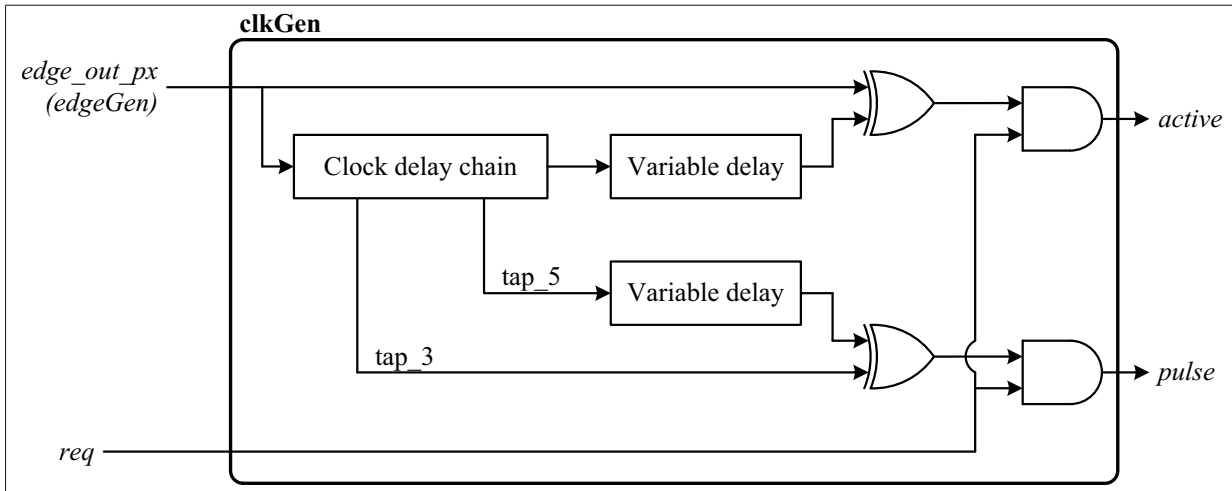 clkGen
edge_out_px
(edgeGen)
active
Clock delay chain
Variable delay
tap_5
Variable delay
tap_3
pulse
req